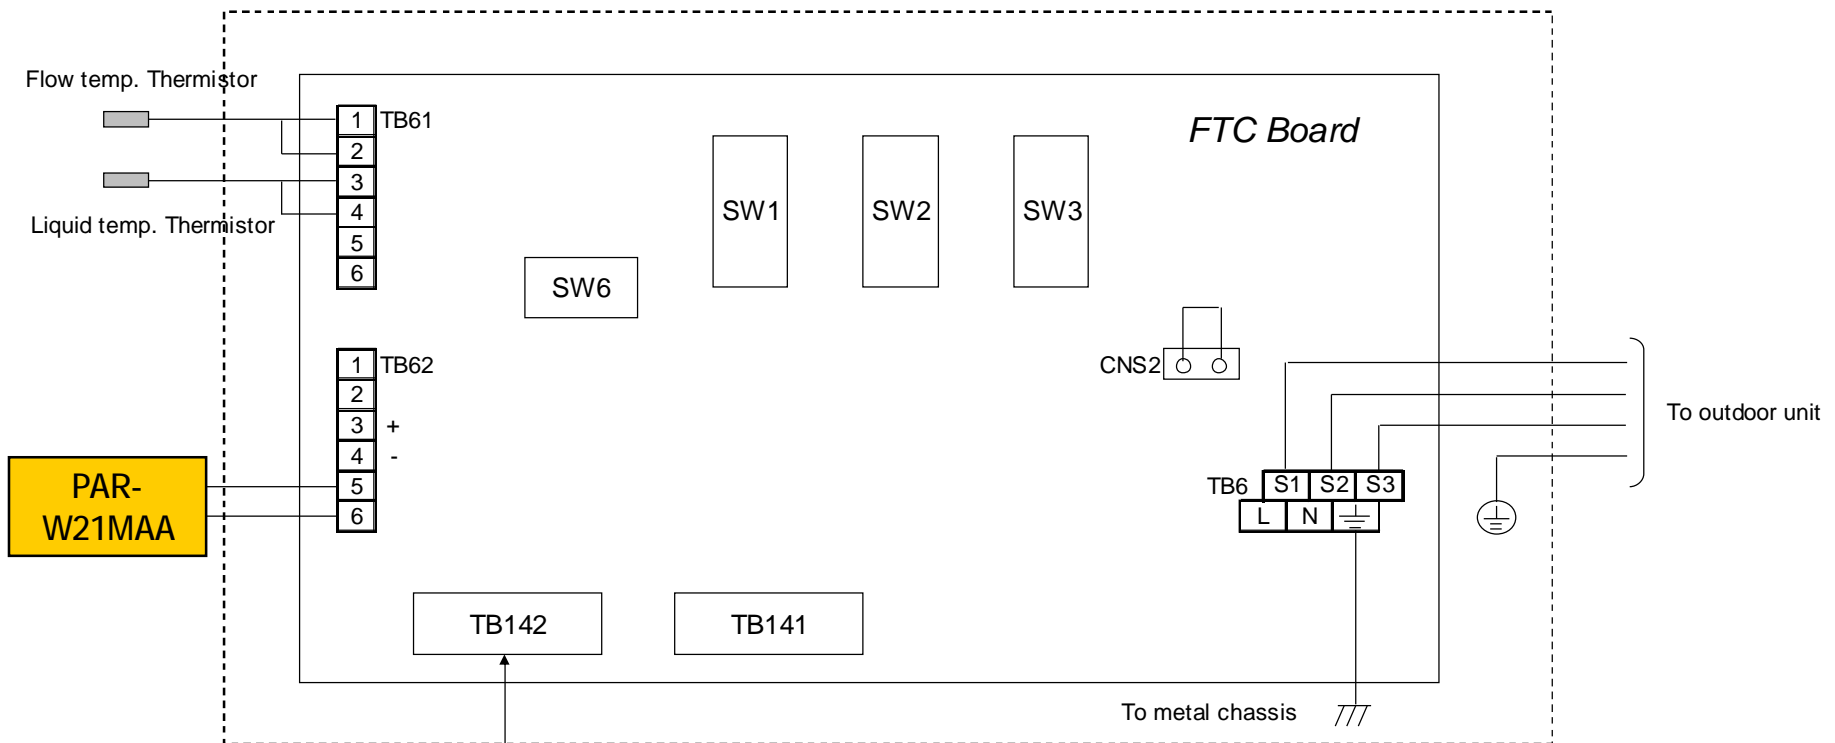 Flow temp. Thermistor
1 TB61
2
3
4
5
6
Liquid temp. Thermistor
FTC Board
SW1 SW2 SW3
SW6
1 TB62
2
3 +
4 -
5
6
CNS2
To outdoor unit
PAR-
W21MAA
TB6 S1 S2 S3
L N
TB142 TB141
To metal chassis